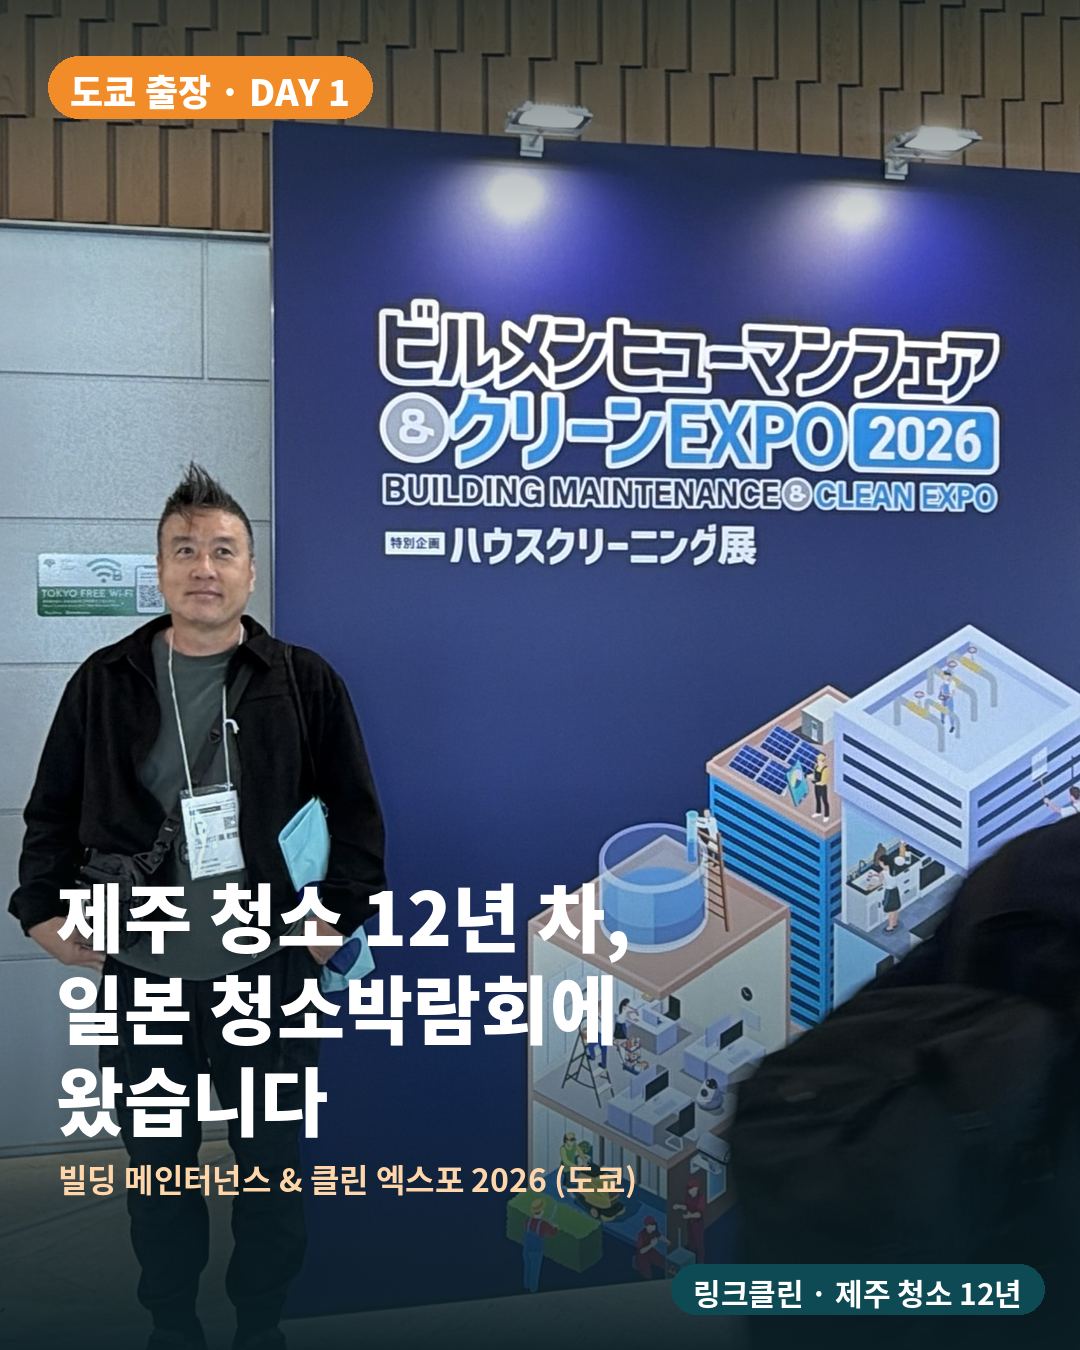 도쿄 출장 · DAY 1
ビルメンヒューマンフェア
&クリーンEXPO 2026
BUILDING MAINTENANCE & CLEAN EXPO
特別企画 ハウスクリーニング展
TOKYO FREE Wi-Fi
제주 청소 12년 차,
일본 청소박람회에
왔습니다
빌딩 메인터넌스 & 클린 엑스포 2026 (도쿄)
링크클린 · 제주 청소 12년